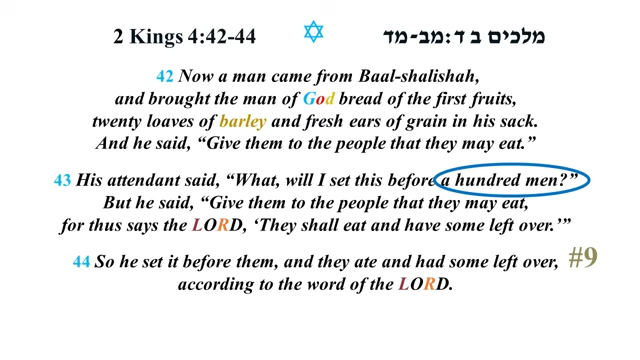 2 Kings 4:42-44 ✡ מלכים ב ד:מב-מד
42 Now a man came from Baal-shalishah,
and brought the man of God bread of the first fruits,
twenty loaves of barley and fresh ears of grain in his sack.
And he said, “Give them to the people that they may eat.”
43 His attendant said, “What, will I set this before a hundred men?”
But he said, “Give them to the people that they may eat,
for thus says the LORD, ‘They shall eat and have some left over.’”
44 So he set it before them, and they ate and had some left over, #9
according to the word of the LORD.